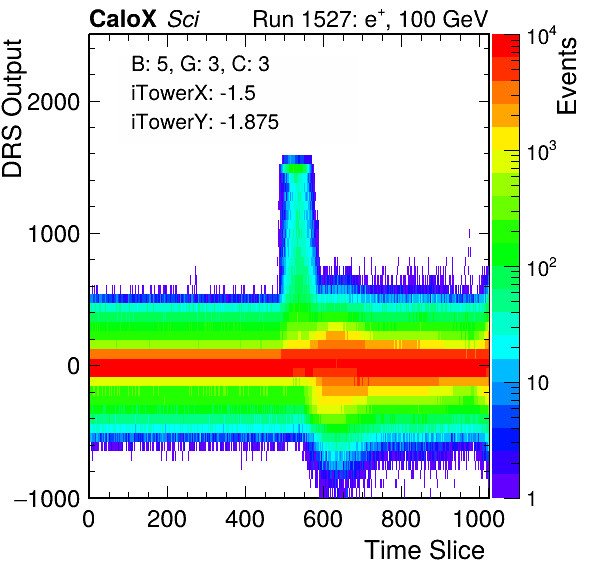 CaloX Sci Run 1527: e⁺, 100 GeV
DRS Output
Events
B: 5, G: 3, C: 3
iTowerX: -1.5
iTowerY: -1.875
2000
1000
0
−1000
0 200 400 600 800 1000
Time Slice
10⁴
10³
10²
10
1